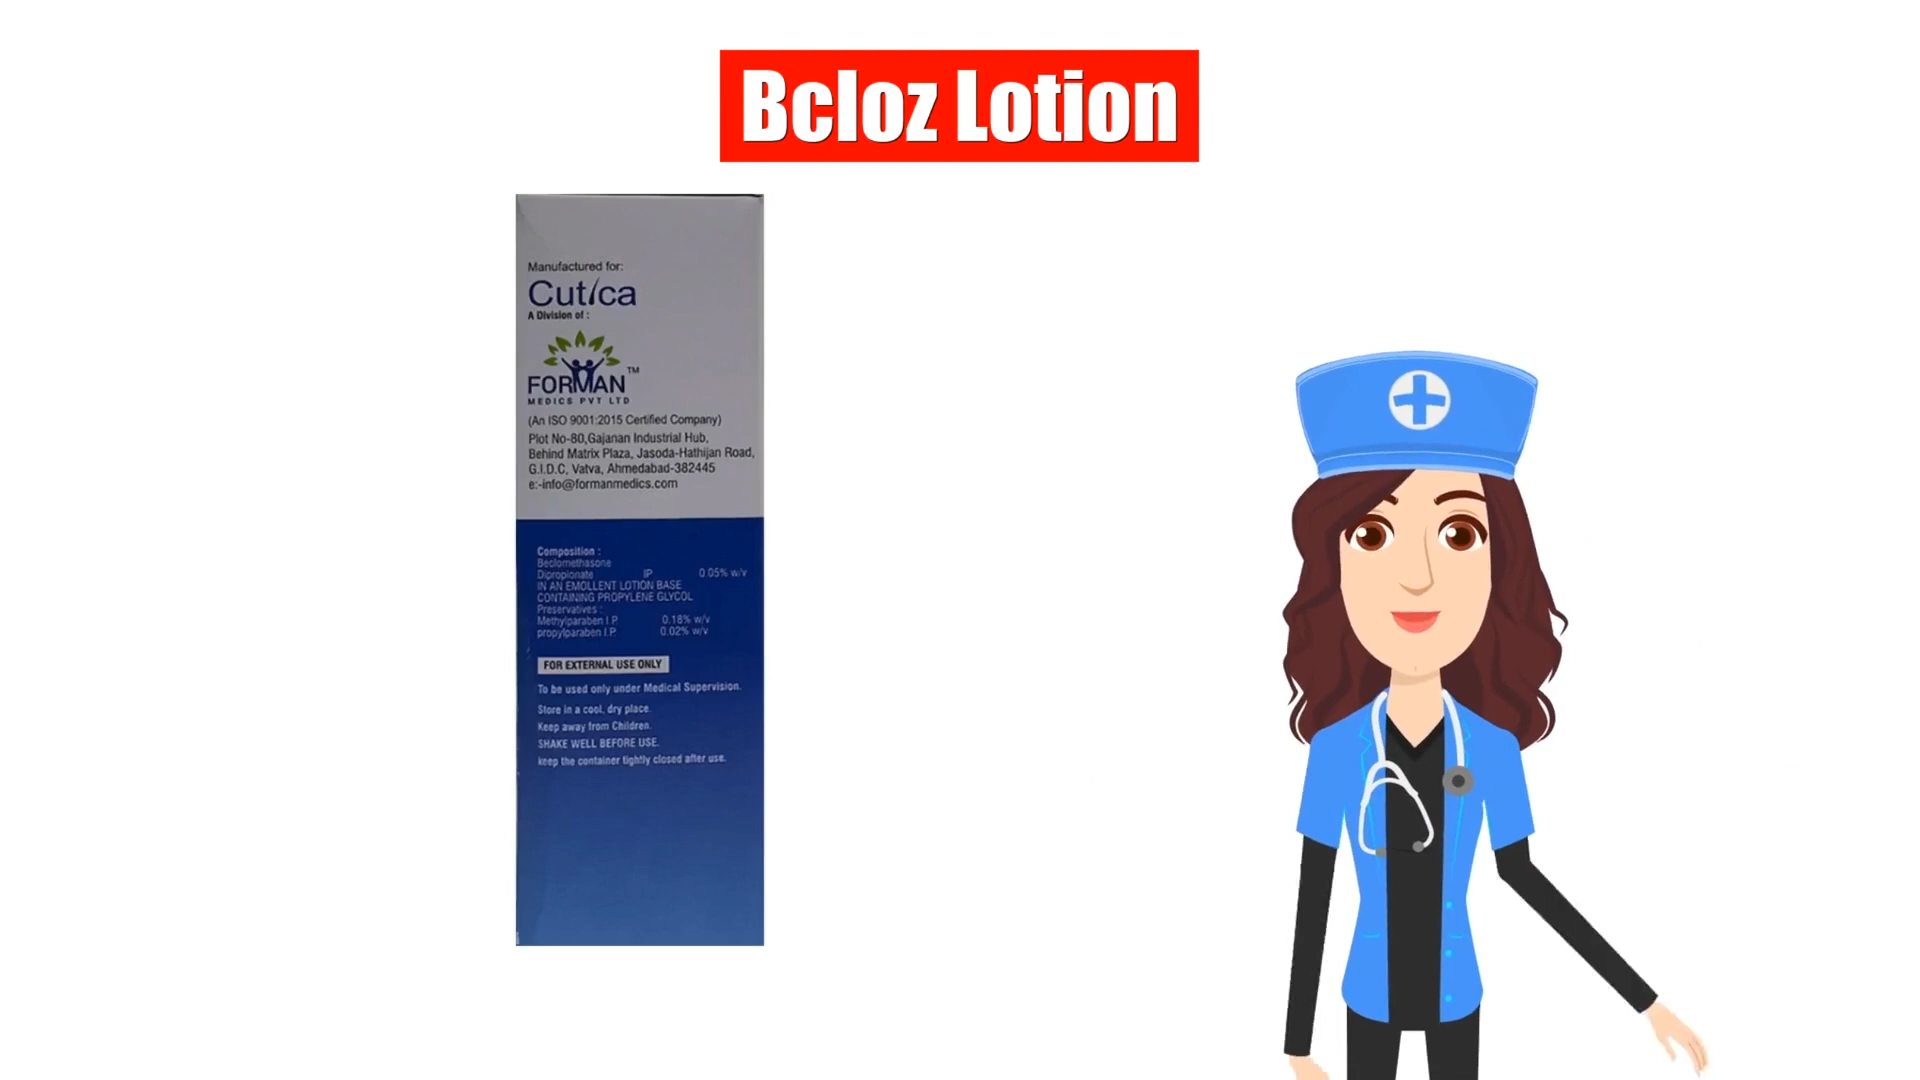 Bcloz Lotion
Manufactured for:
Cutica
A Division of :
FORMAN™
MEDICS PVT LTD
(An ISO 9001:2015 Certified Company)
Plot No-80,Gajanan Industrial Hub,
Behind Matrix Plaza, Jasoda-Hathijan Road,
G.I.D.C, Vatva, Ahmedabad-382445
e:-info@formanmedics.com
Composition :
Beclomethasone
Dipropionate IP 0.05% w/v
IN AN EMOLLENT LOTION BASE
CONTAINING PROPYLENE GLYCOL
Preservatives :
Methylparaben I.P 0.18% w/v
propylparaben I.P 0.02% w/v
FOR EXTERNAL USE ONLY
To be used only under Medical Supervision.
Store in a cool, dry place.
Keep away from Children.
SHAKE WELL BEFORE USE.
keep the container tightly closed after use.